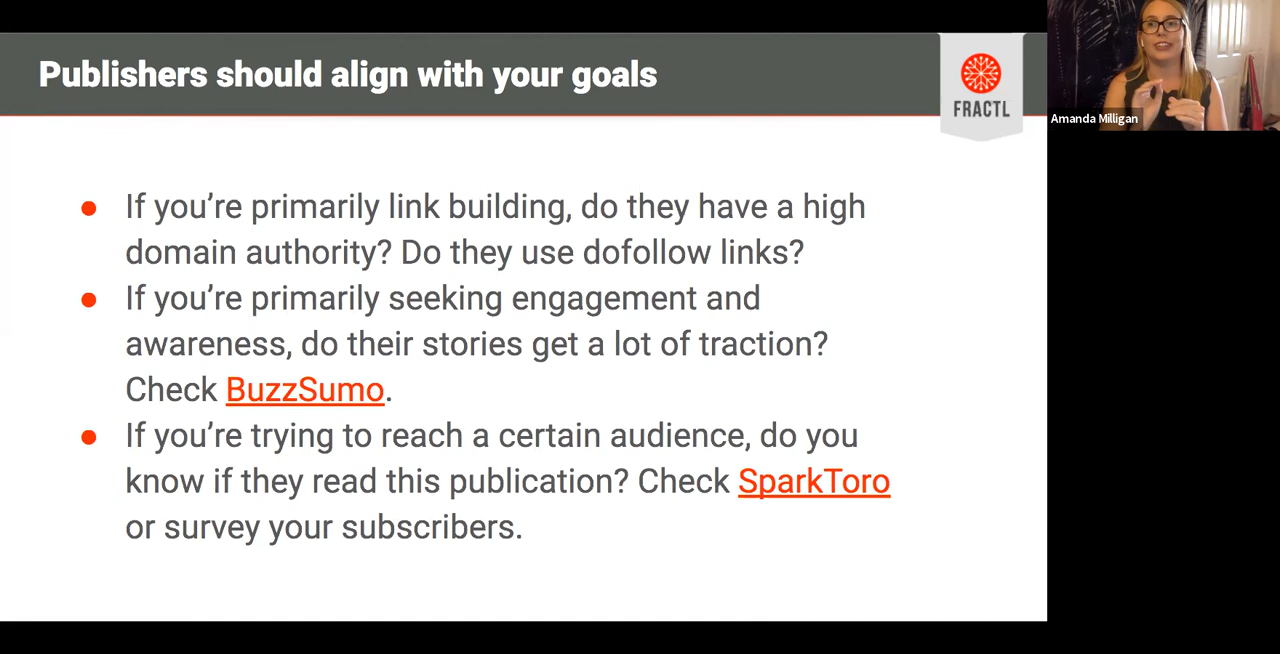 Publishers should align with your goals
FRACTL
Amanda Milligan
● If you’re primarily link building, do they have a high
domain authority? Do they use dofollow links?
● If you’re primarily seeking engagement and
awareness, do their stories get a lot of traction?
Check BuzzSumo.
● If you’re trying to reach a certain audience, do you
know if they read this publication? Check SparkToro
or survey your subscribers.